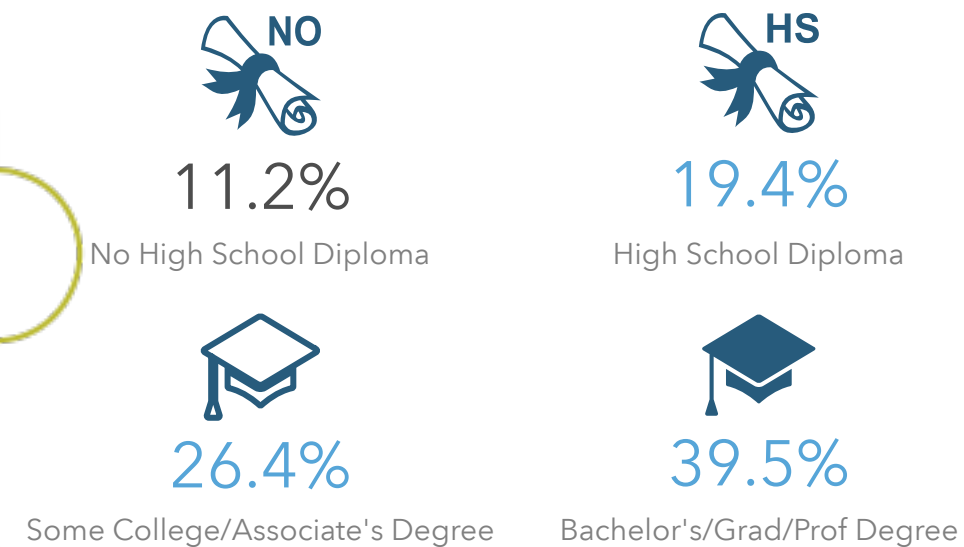 NO
HS
11.2%
19.4%
No High School Diploma
High School Diploma
26.4%
39.5%
Some College/Associate's Degree
Bachelor's/Grad/Prof Degree